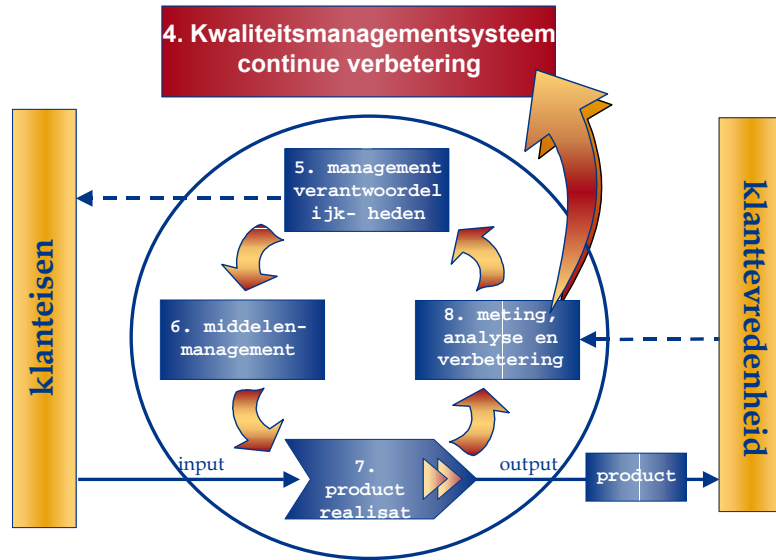 4. Kwaliteitsmanagementsysteem
continue verbetering
klanteisen
5. management
verantwoordel
ijk- heden
6. middelen-
management
8. meting,
analyse en
verbetering
input
7.
product
realisat
output
product
klanttevredenheid